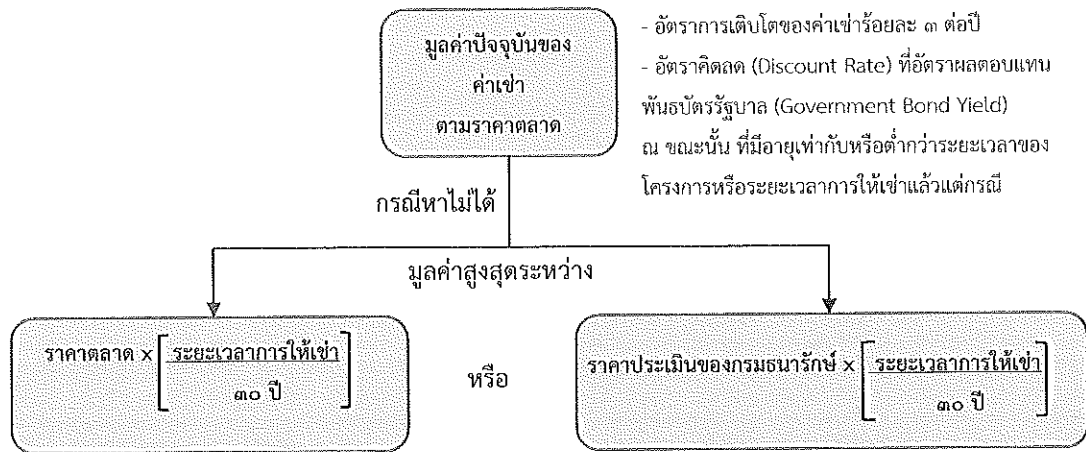 มูลค่าปัจจุบันของ
ค่าเช่า
ตามราคาตลาด
- อัตราการเติบโตของค่าเช่าร้อยละ ๓ ต่อปี
- อัตราคิดลด (Discount Rate) ที่อัตราผลตอบแทน
พันธบัตรรัฐบาล (Government Bond Yield)
ณ ขณะนั้น ที่มีอายุเท่ากับหรือต่ำกว่าระยะเวลาของ
โครงการหรือระยะเวลาการให้เช่าแล้วแต่กรณี
กรณีหาไม่ได้
มูลค่าสูงสุดระหว่าง
ราคาตลาด x [ระยะเวลาการให้เช่า
๓๐ ปี]
หรือ
ราคาประเมินของกรมธนารักษ์ x [ระยะเวลาการให้เช่า
๓๐ ปี]